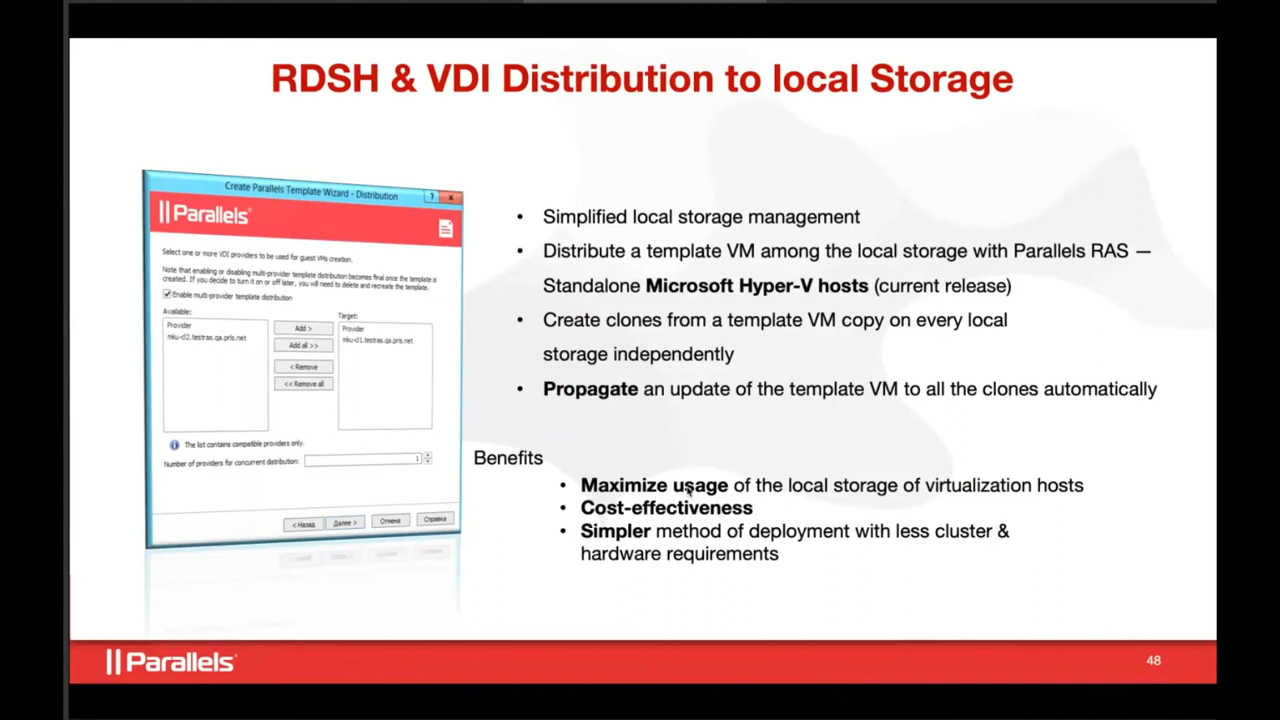 RDSH & VDI Distribution to local Storage
Create Parallels Template Wizard - Distribution
?
x
Parallels®
Select one or more VDI providers to be used for guest VMs creation.
Note that enabling or disabling multi-provider template distribution becomes final once the template is
created. If you decide to turn it on or off later, you will need to delete and recreate the template.
Enable multi-provider template distribution
Available:
Provider
mku-cl2.testras.qa.prls.net
Add >
Add all >>
< Remove
<< Remove all
Target:
Provider
mku-cl1.testras.qa.prls.net
The list contains compatible providers only.
Number of providers for concurrent distribution:
1
< Назад
Далее >
Отмена
Справка
• Simplified local storage management
• Distribute a template VM among the local storage with Parallels RAS —
Standalone Microsoft Hyper-V hosts (current release)
• Create clones from a template VM copy on every local
storage independently
• Propagate an update of the template VM to all the clones automatically
Benefits
• Maximize usage of the local storage of virtualization hosts
• Cost-effectiveness
• Simpler method of deployment with less cluster &
hardware requirements
Parallels®
48